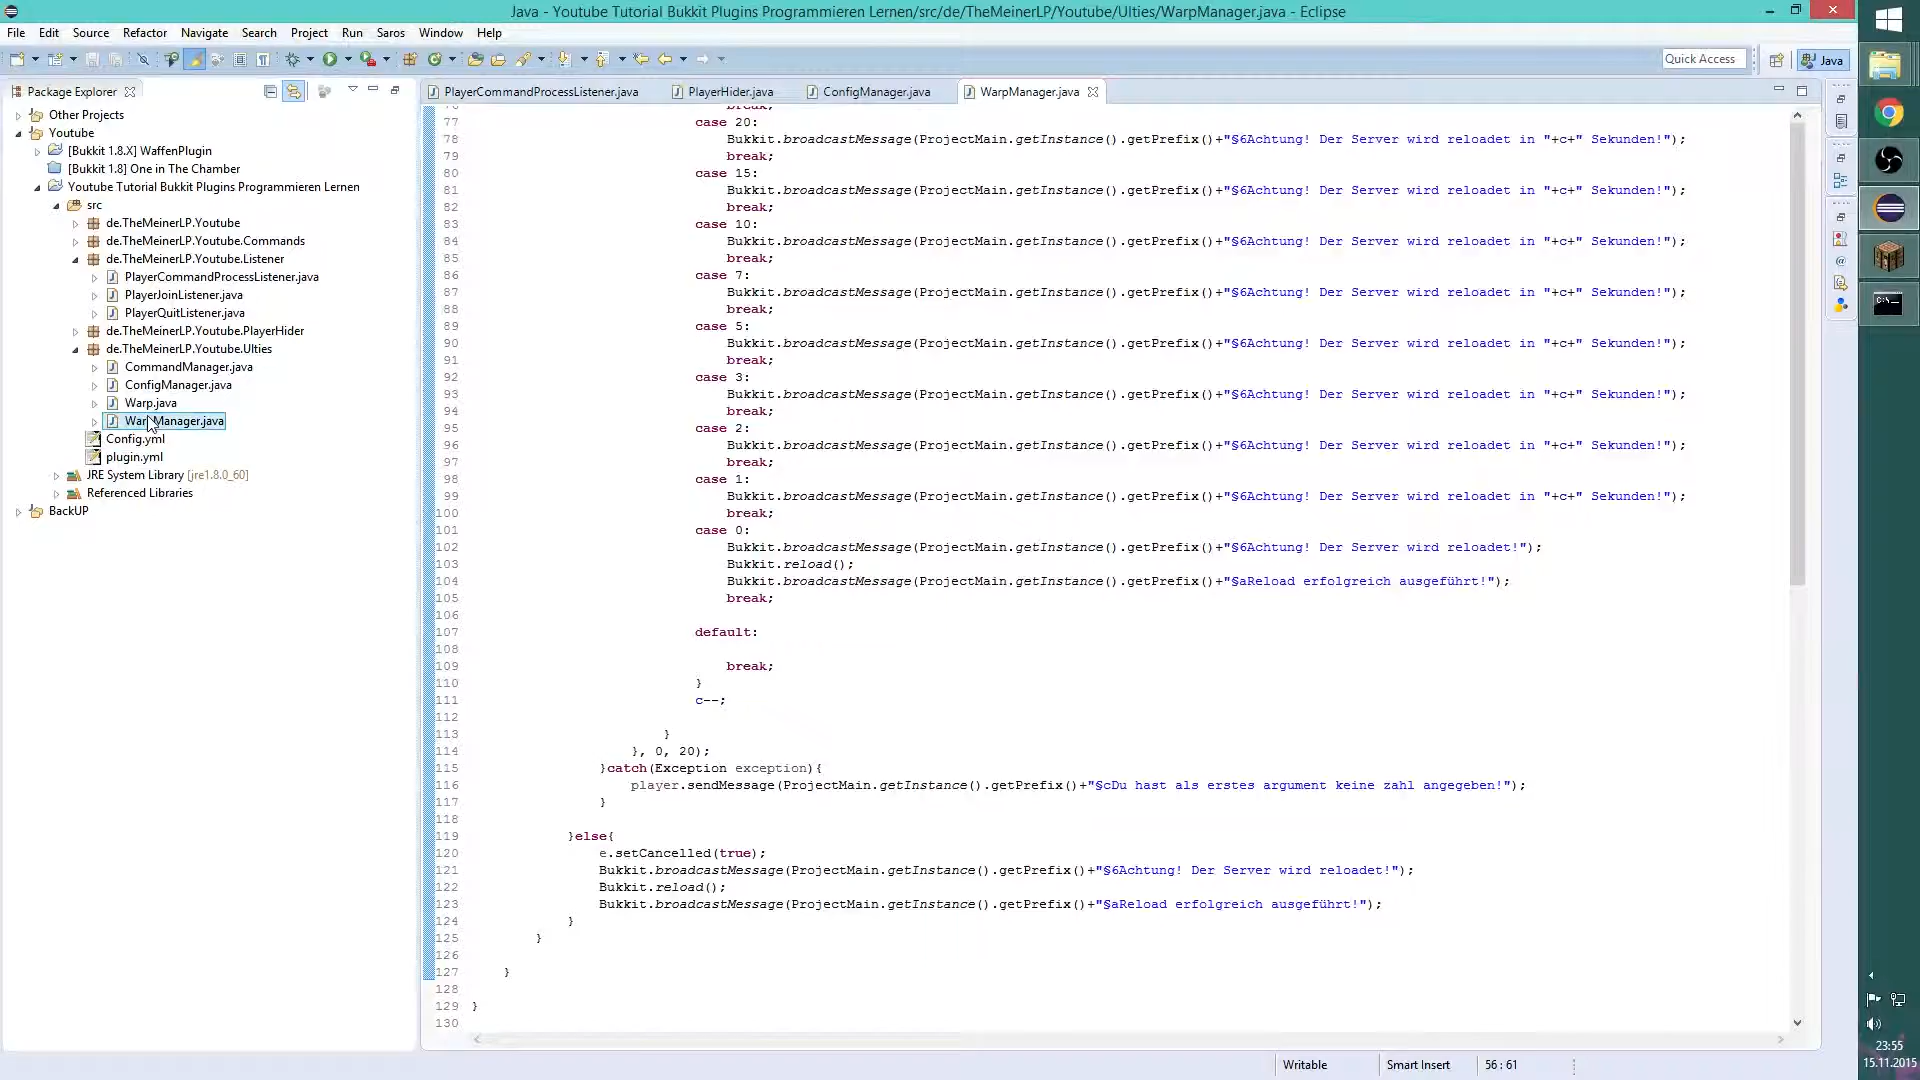 Java - Youtube Tutorial Bukkit Plugins Programmieren Lernen/src/de/TheMeinerLP/Youtube/Ulties/WarpManager.java - Eclipse
File Edit Source Refactor Navigate Search Project Run Saros Window Help
Quick Access
Java
Package Explorer
Other Projects
Youtube
[Bukkit 1.8.X] WaffenPlugin
[Bukkit 1.8] One in The Chamber
Youtube Tutorial Bukkit Plugins Programmieren Lernen
src
de.TheMeinerLP.Youtube
de.TheMeinerLP.Youtube.Commands
de.TheMeinerLP.Youtube.Listener
PlayerCommandProcessListener.java
PlayerJoinListener.java
PlayerQuitListener.java
de.TheMeinerLP.Youtube.PlayerHider
de.TheMeinerLP.Youtube.Ulties
CommandManager.java
ConfigManager.java
Warp.java
WarpManager.java
Config.yml
plugin.yml
JRE System Library [jre1.8.0_60]
Referenced Libraries
BackUP
PlayerCommandProcessListener.java PlayerHider.java ConfigManager.java WarpManager.java
76 break;
77 case 20:
78 Bukkit.broadcastMessage(ProjectMain.getInstance().getPrefix()+"§6Achtung! Der Server wird reloadet in "+c+" Sekunden!");
79 break;
80 case 15:
81 Bukkit.broadcastMessage(ProjectMain.getInstance().getPrefix()+"§6Achtung! Der Server wird reloadet in "+c+" Sekunden!");
82 break;
83 case 10:
84 Bukkit.broadcastMessage(ProjectMain.getInstance().getPrefix()+"§6Achtung! Der Server wird reloadet in "+c+" Sekunden!");
85 break;
86 case 7:
87 Bukkit.broadcastMessage(ProjectMain.getInstance().getPrefix()+"§6Achtung! Der Server wird reloadet in "+c+" Sekunden!");
88 break;
89 case 5:
90 Bukkit.broadcastMessage(ProjectMain.getInstance().getPrefix()+"§6Achtung! Der Server wird reloadet in "+c+" Sekunden!");
91 break;
92 case 3:
93 Bukkit.broadcastMessage(ProjectMain.getInstance().getPrefix()+"§6Achtung! Der Server wird reloadet in "+c+" Sekunden!");
94 break;
95 case 2:
96 Bukkit.broadcastMessage(ProjectMain.getInstance().getPrefix()+"§6Achtung! Der Server wird reloadet in "+c+" Sekunden!");
97 break;
98 case 1:
99 Bukkit.broadcastMessage(ProjectMain.getInstance().getPrefix()+"§6Achtung! Der Server wird reloadet in "+c+" Sekunden!");
100 break;
101 case 0:
102 Bukkit.broadcastMessage(ProjectMain.getInstance().getPrefix()+"§6Achtung! Der Server wird reloadet!");
103 Bukkit.reload();
104 Bukkit.broadcastMessage(ProjectMain.getInstance().getPrefix()+"§aReload erfolgreich ausgeführt!");
105 break;
106
107 default:
108
109 break;
110 }
111 c--;
112
113 }
114 }, 0, 20);
115 }catch(Exception exception){
116 player.sendMessage(ProjectMain.getInstance().getPrefix()+"§cDu hast als erstes argument keine zahl angegeben!");
117 }
118
119 }else{
120 e.setCancelled(true);
121 Bukkit.broadcastMessage(ProjectMain.getInstance().getPrefix()+"§6Achtung! Der Server wird reloadet!");
122 Bukkit.reload();
123 Bukkit.broadcastMessage(ProjectMain.getInstance().getPrefix()+"§aReload erfolgreich ausgeführt!");
124 }
125 }
126
127 }
128
129 }
130
Writable Smart Insert 56 : 61
23:55
15.11.2015